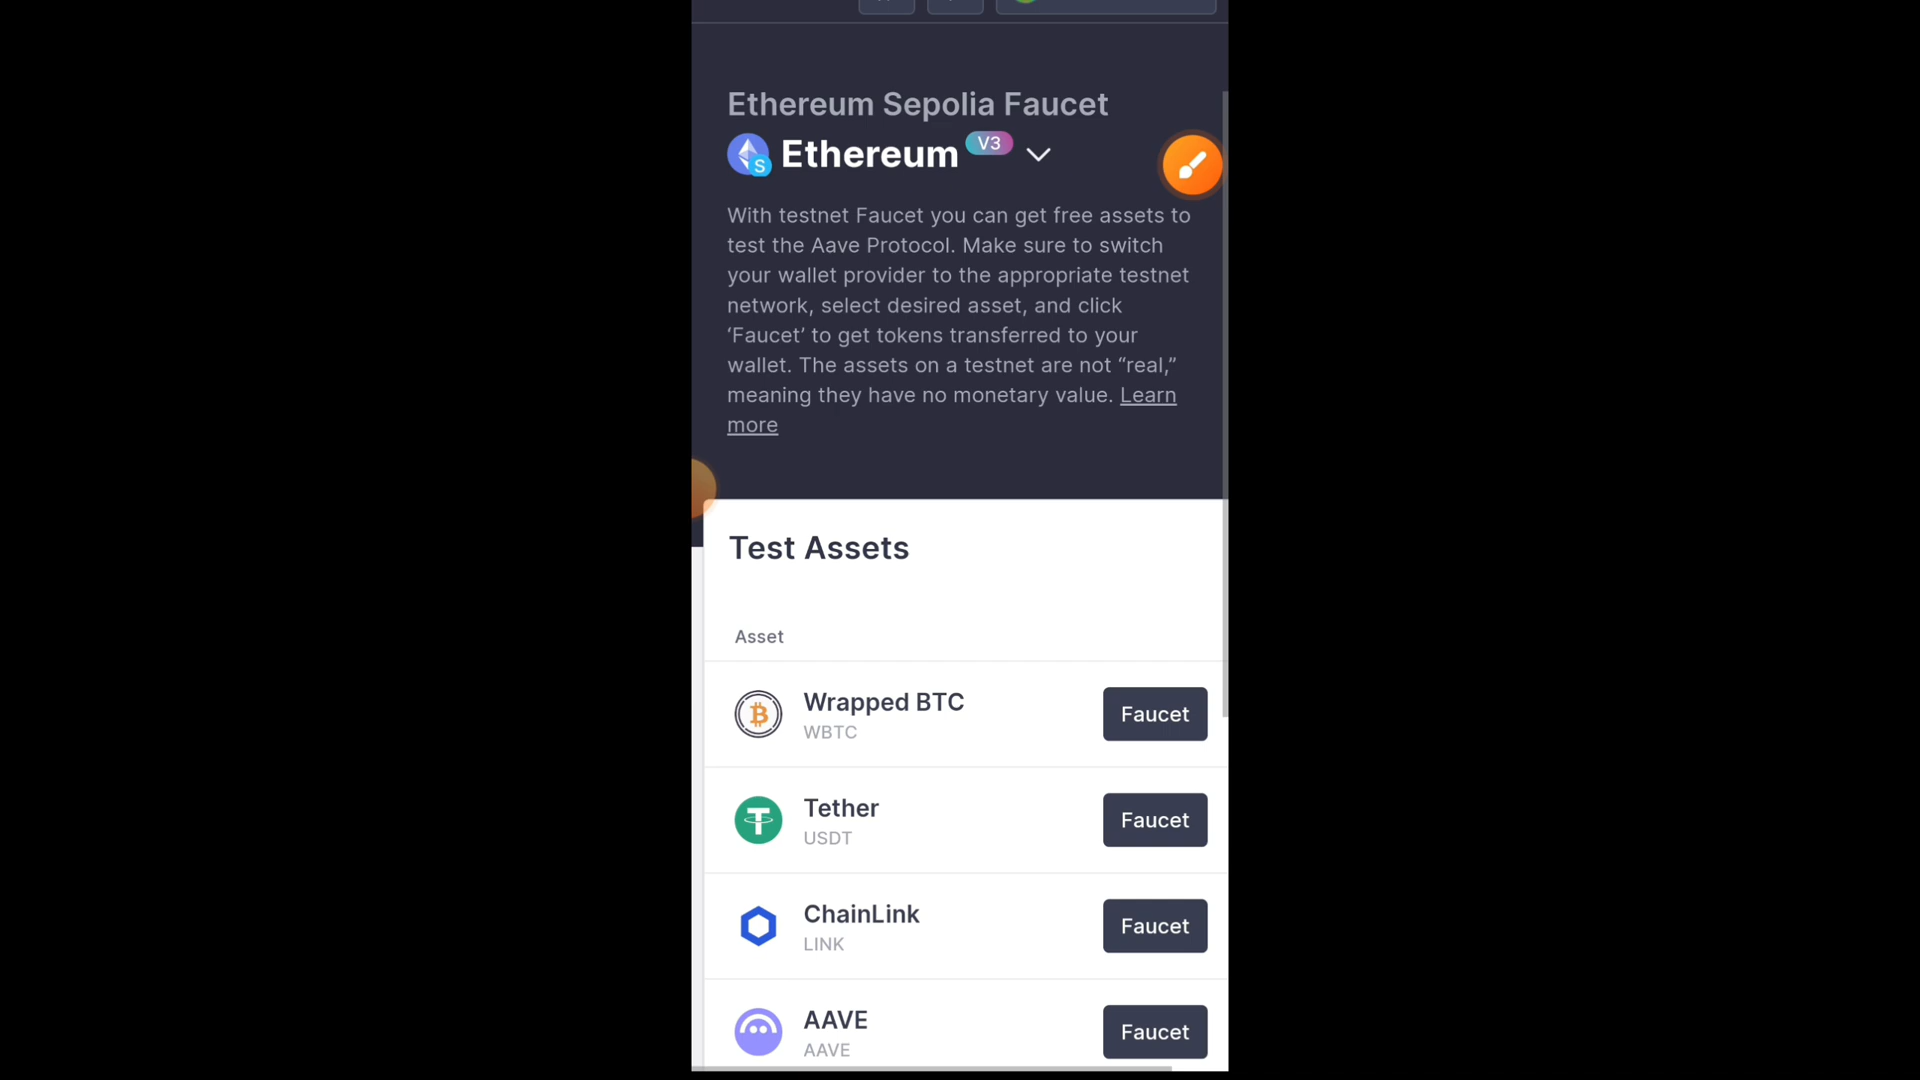 Ethereum Sepolia Faucet
Ethereum V3
With testnet Faucet you can get free assets to
test the Aave Protocol. Make sure to switch
your wallet provider to the appropriate testnet
network, select desired asset, and click
‘Faucet’ to get tokens transferred to your
wallet. The assets on a testnet are not “real,”
meaning they have no monetary value. Learn
more
Test Assets
Asset
Wrapped BTC
WBTC
Faucet
Tether
USDT
Faucet
ChainLink
LINK
Faucet
AAVE
AAVE
Faucet